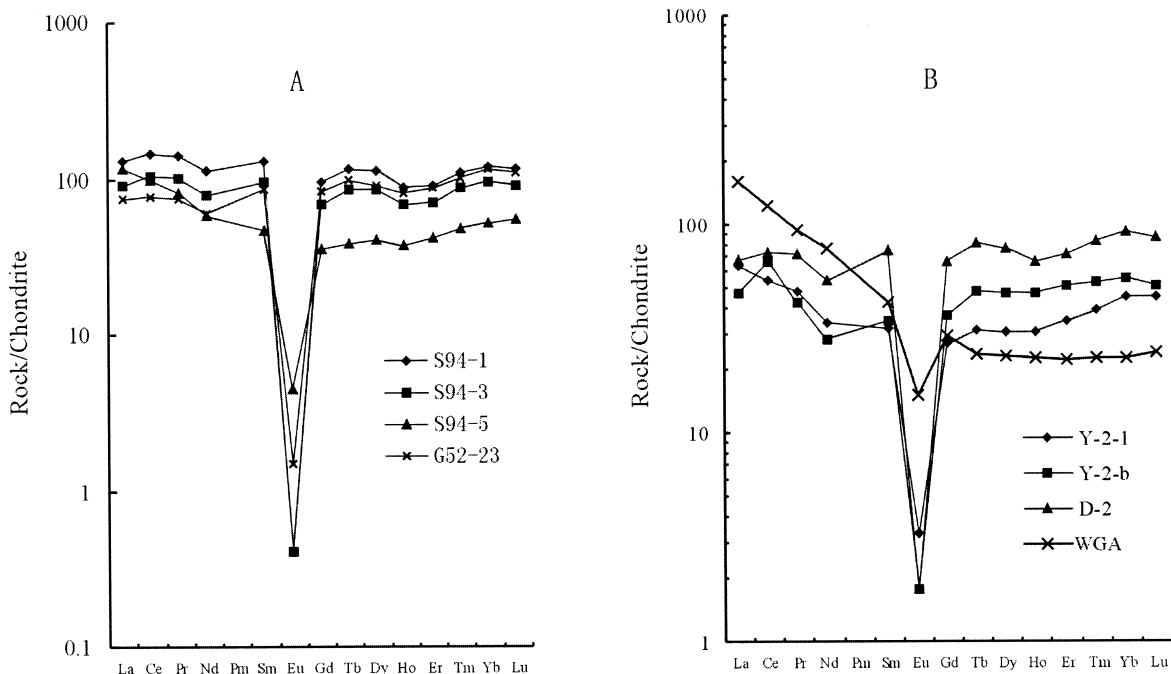 A
Rock/Chondrite
1000
100
10
1
0.1
S94-1
S94-3
S94-5
G52-23
La Ce Pr Nd Pm Sm Eu Gd Tb Dy Ho Er Tm Yb Lu
B
Rock/Chondrite
1000
100
10
1
Y-2-1
Y-2-b
D-2
WGA
La Ce Pr Nd Pm Sm Eu Gd Tb Dy Ho Er Tm Yb Lu